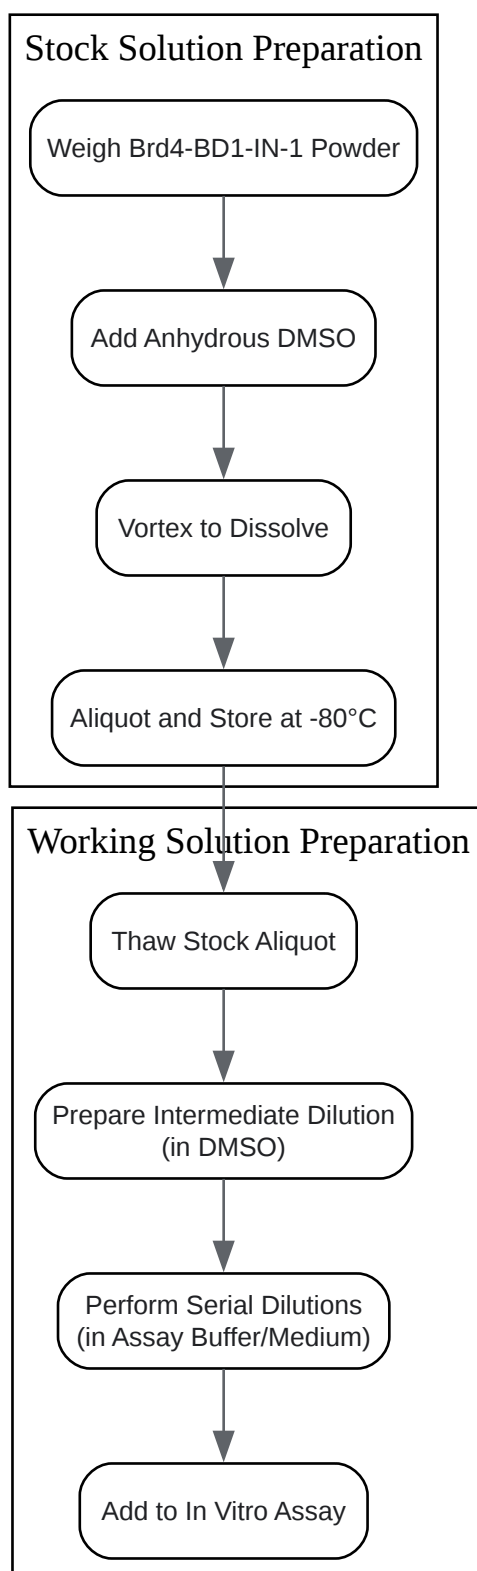 Stock Solution Preparation
Weigh Brd4-BD1-IN-1 Powder
Add Anhydrous DMSO
Vortex to Dissolve
Aliquot and Store at -80°C
Working Solution Preparation
Thaw Stock Aliquot
Prepare Intermediate Dilution
(in DMSO)
Perform Serial Dilutions
(in Assay Buffer/Medium)
Add to In Vitro Assay